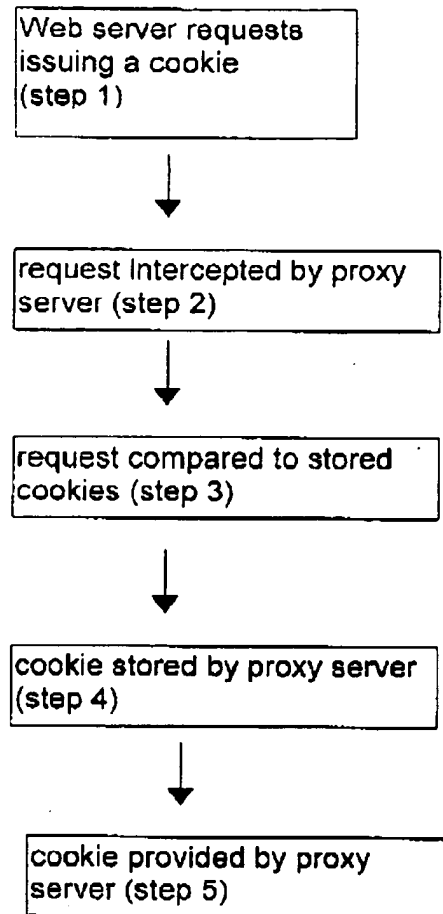 Web server requests
issuing a cookie
(step 1)
request Intercepted by proxy
server (step 2)
request compared to stored
cookies (step 3)
cookie stored by proxy server
(step 4)
cookie provided by proxy
server (step 5)